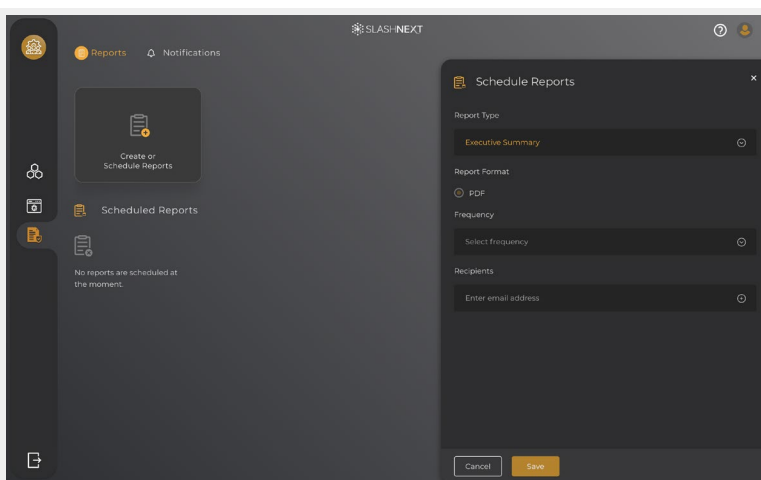 SLASHNEXT
Reports
Notifications
Create or
Schedule Reports
Scheduled Reports
No reports are scheduled at
the moment.
Schedule Reports
Report Type
Executive Summary
Report Format
PDF
Frequency
Select frequency
Recipients
Enter email address
Cancel
Save